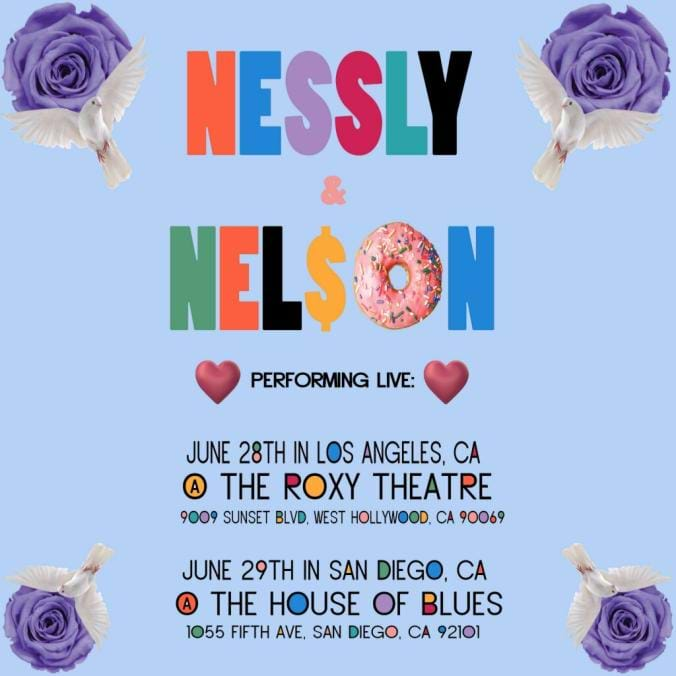 NESSLY
&
NEL$ON
PERFORMING LIVE:
JUNE 28TH IN LOS ANGELES, CA
@ THE ROXY THEATRE
9009 SUNSET BLVD, WEST HOLLYWOOD, CA 90069
JUNE 29TH IN SAN DIEGO, CA
@ THE HOUSE OF BLUES
1055 FIFTH AVE, SAN DIEGO, CA 92101